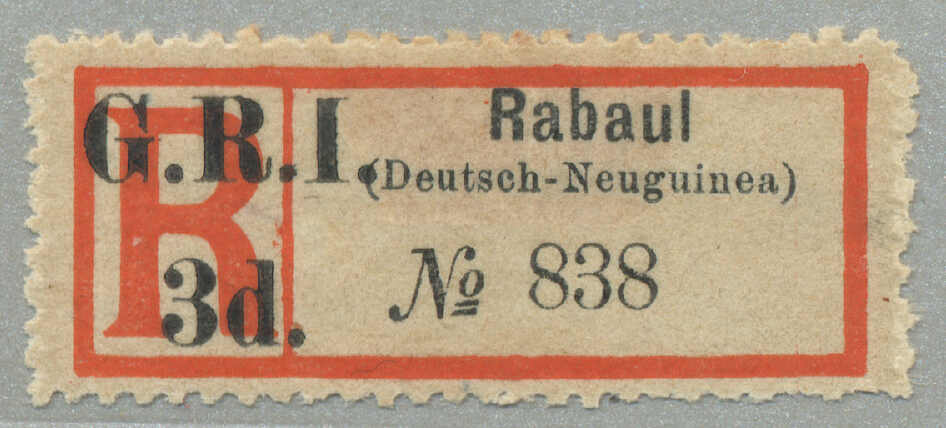 R
G.R.I.
3d.
Rabaul
(Deutsch-Neuguinea)
№ 838